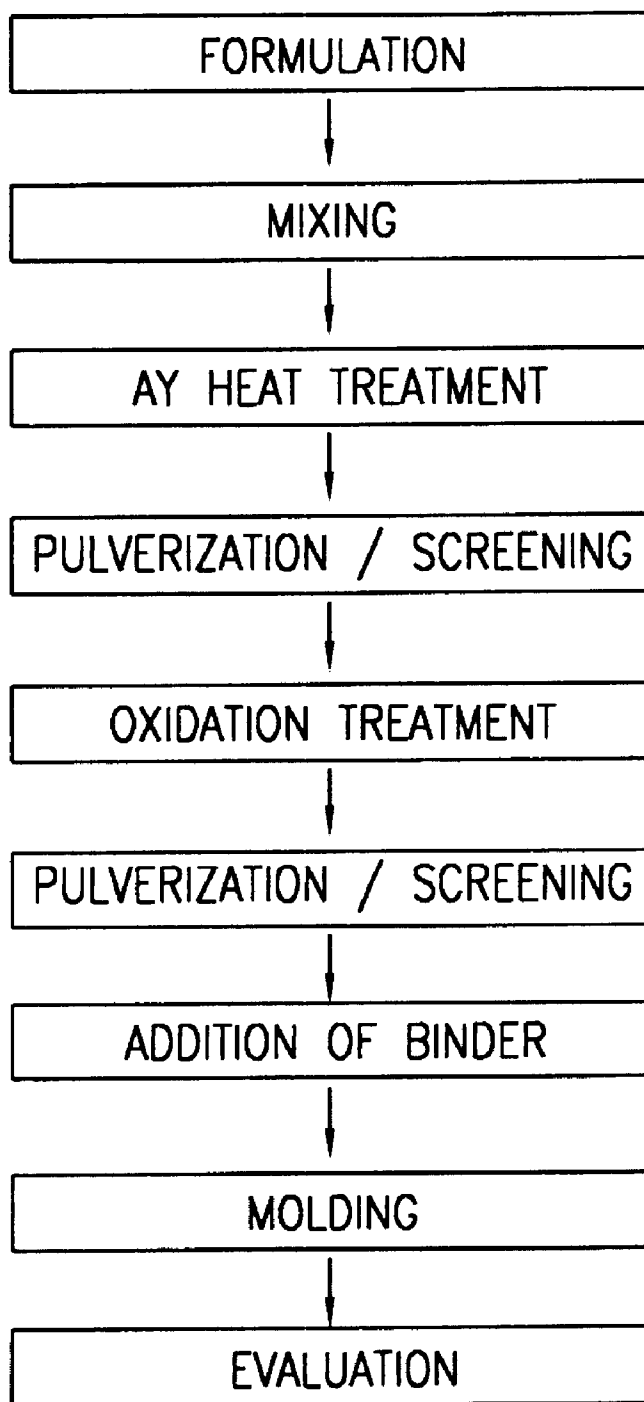 FORMULATION
MIXING
AY HEAT TREATMENT
PULVERIZATION / SCREENING
OXIDATION TREATMENT
PULVERIZATION / SCREENING
ADDITION OF BINDER
MOLDING
EVALUATION